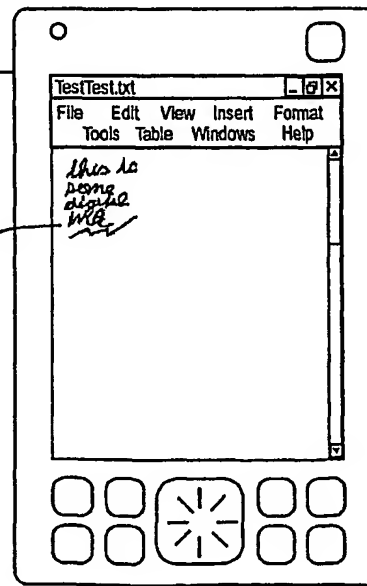 TestTest.txt
File Edit View Insert Format
Tools Table Windows Help
this is
some
digital
ink